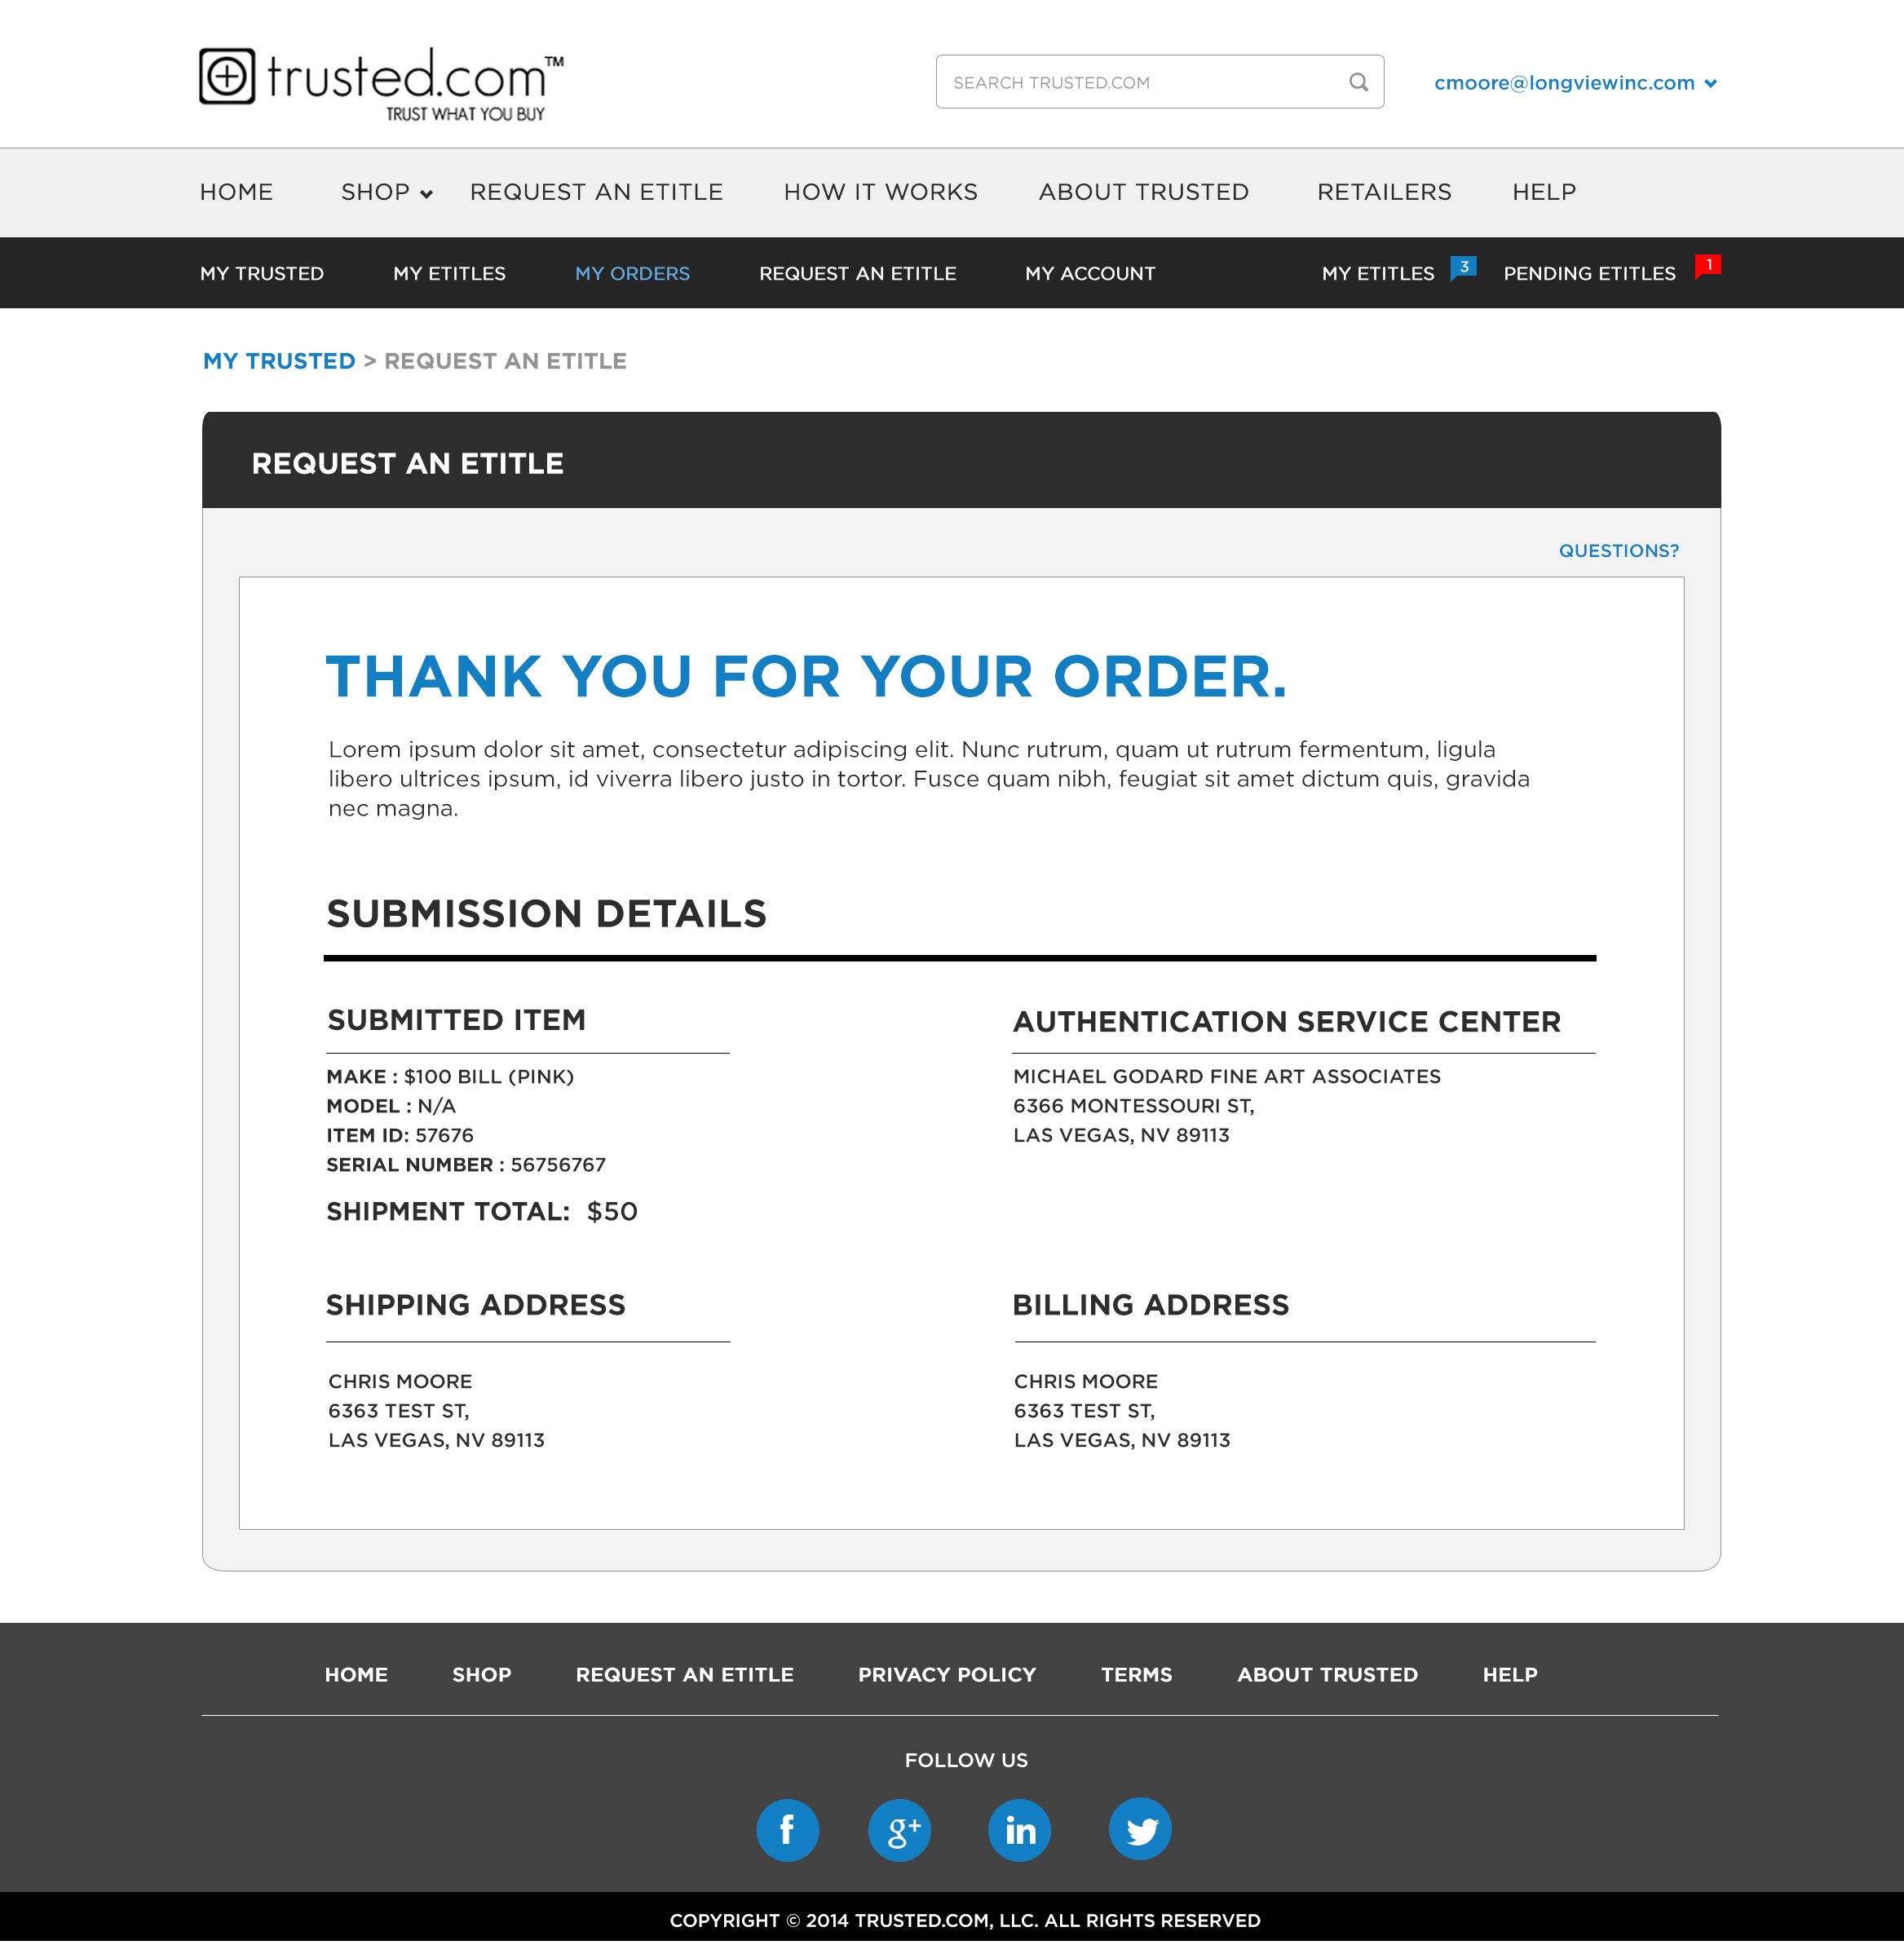 trusted.com™
TRUST WHAT YOU BUY
SEARCH TRUSTED.COM
cmoore@longviewinc.com
HOME SHOP REQUEST AN ETITLE HOW IT WORKS ABOUT TRUSTED RETAILERS HELP
MY TRUSTED MY ETITLES MY ORDERS REQUEST AN ETITLE MY ACCOUNT MY ETITLES 3 PENDING ETITLES 1
MY TRUSTED > REQUEST AN ETITLE
REQUEST AN ETITLE
QUESTIONS?
THANK YOU FOR YOUR ORDER.
Lorem ipsum dolor sit amet, consectetur adipiscing elit. Nunc rutrum, quam ut rutrum fermentum, ligula
libero ultrices ipsum, id viverra libero justo in tortor. Fusce quam nibh, feugiat sit amet dictum quis, gravida
nec magna.
SUBMISSION DETAILS
SUBMITTED ITEM
MAKE : $100 BILL (PINK)
MODEL : N/A
ITEM ID: 57676
SERIAL NUMBER : 56756767
SHIPMENT TOTAL: $50
AUTHENTICATION SERVICE CENTER
MICHAEL GODARD FINE ART ASSOCIATES
6366 MONTESSOURI ST,
LAS VEGAS, NV 89113
SHIPPING ADDRESS
CHRIS MOORE
6363 TEST ST,
LAS VEGAS, NV 89113
BILLING ADDRESS
CHRIS MOORE
6363 TEST ST,
LAS VEGAS, NV 89113
HOME SHOP REQUEST AN ETITLE PRIVACY POLICY TERMS ABOUT TRUSTED HELP
FOLLOW US
f g+ in
COPYRIGHT © 2014 TRUSTED.COM, LLC. ALL RIGHTS RESERVED